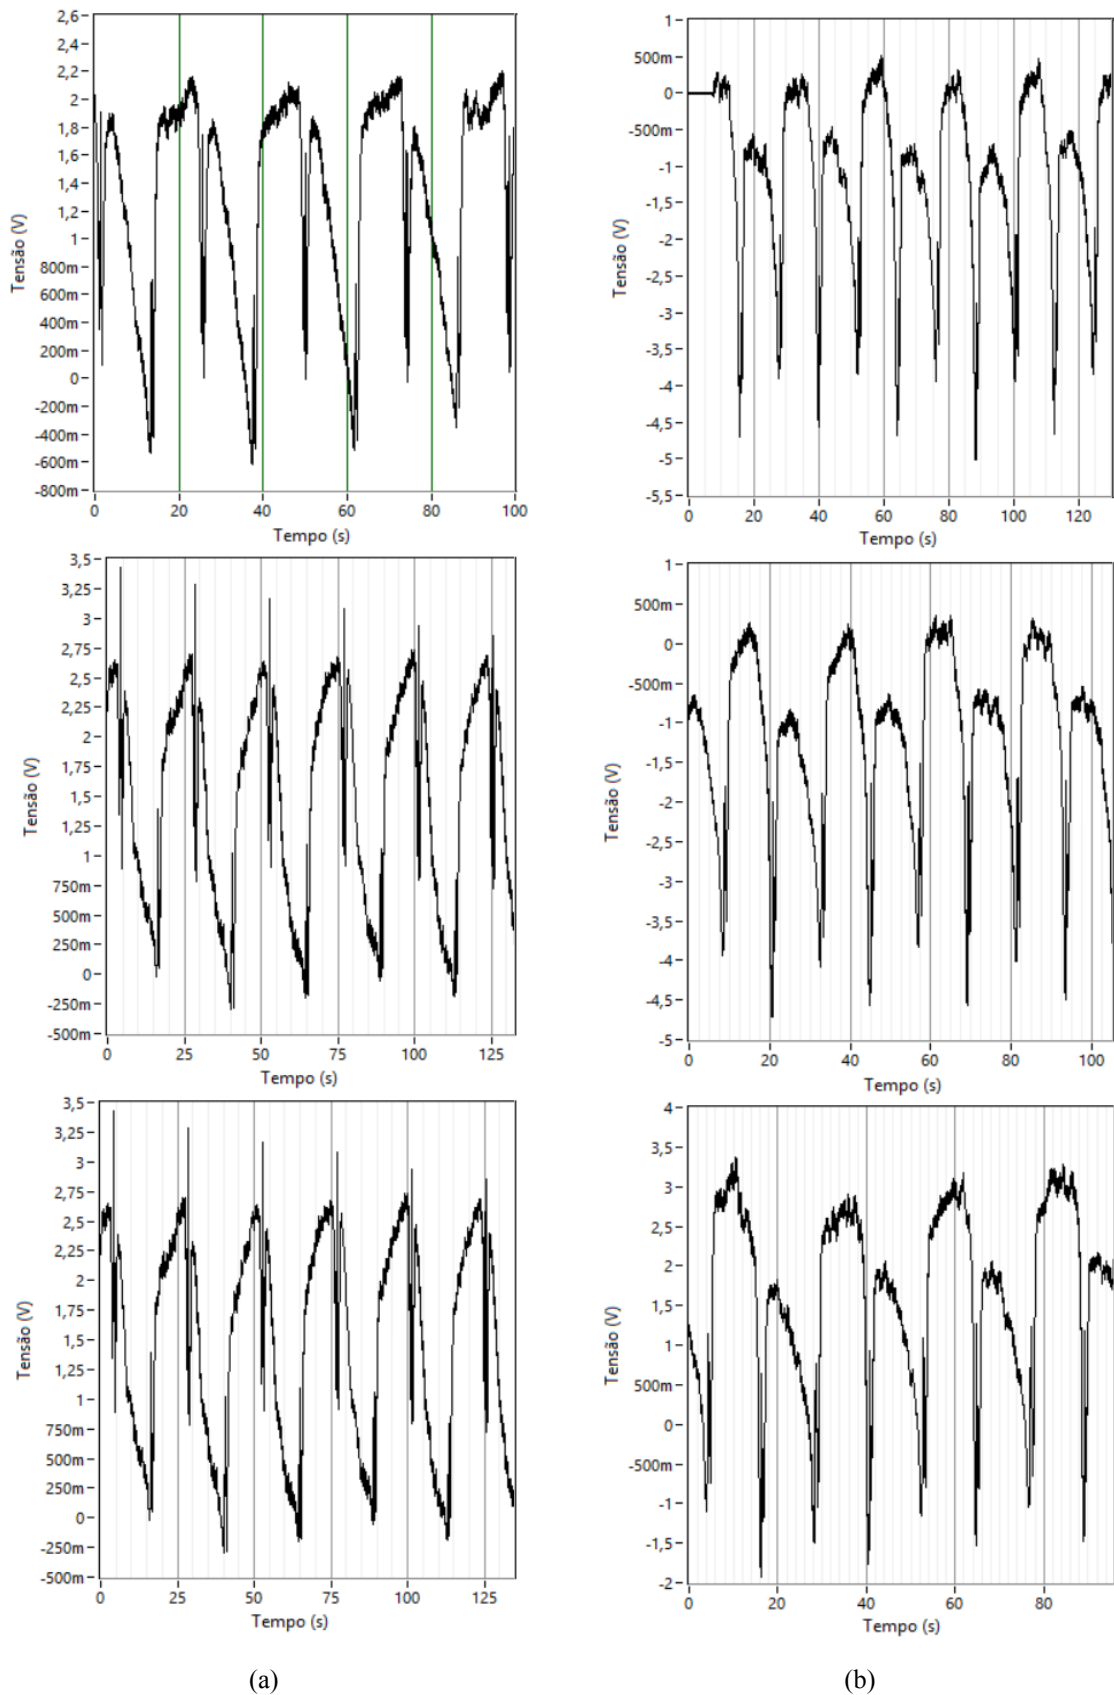 2,6
2,4
2,2
2
1,8
1,6
1,4
1,2
1
800m
600m
400m
200m
0
-200m
-400m
-600m
-800m
Tensão (V)
0 20 40 60 80 100
Tempo (s)
1
500m
0
-500m
-1
-1,5
-2
-2,5
-3
-3,5
-4
-4,5
-5
-5,5
Tensão (V)
0 20 40 60 80 100 120
Tempo (s)
3,5
3,25
3
2,75
2,5
2,25
2
1,75
1,5
1,25
1
750m
500m
250m
0
-250m
-500m
Tensão (V)
0 25 50 75 100 125
Tempo (s)
1
500m
0
-500m
-1
-1,5
-2
-2,5
-3
-3,5
-4
-4,5
-5
Tensão (V)
0 20 40 60 80 100
Tempo (s)
3,5
3,25
3
2,75
2,5
2,25
2
1,75
1,5
1,25
1
750m
500m
250m
0
-250m
-500m
Tensão (V)
0 25 50 75 100 125
Tempo (s)
4
3,5
3
2,5
2
1,5
1
500m
0
-500m
-1
-1,5
-2
Tensão (V)
0 20 40 60 80
Tempo (s)
(a) (b)